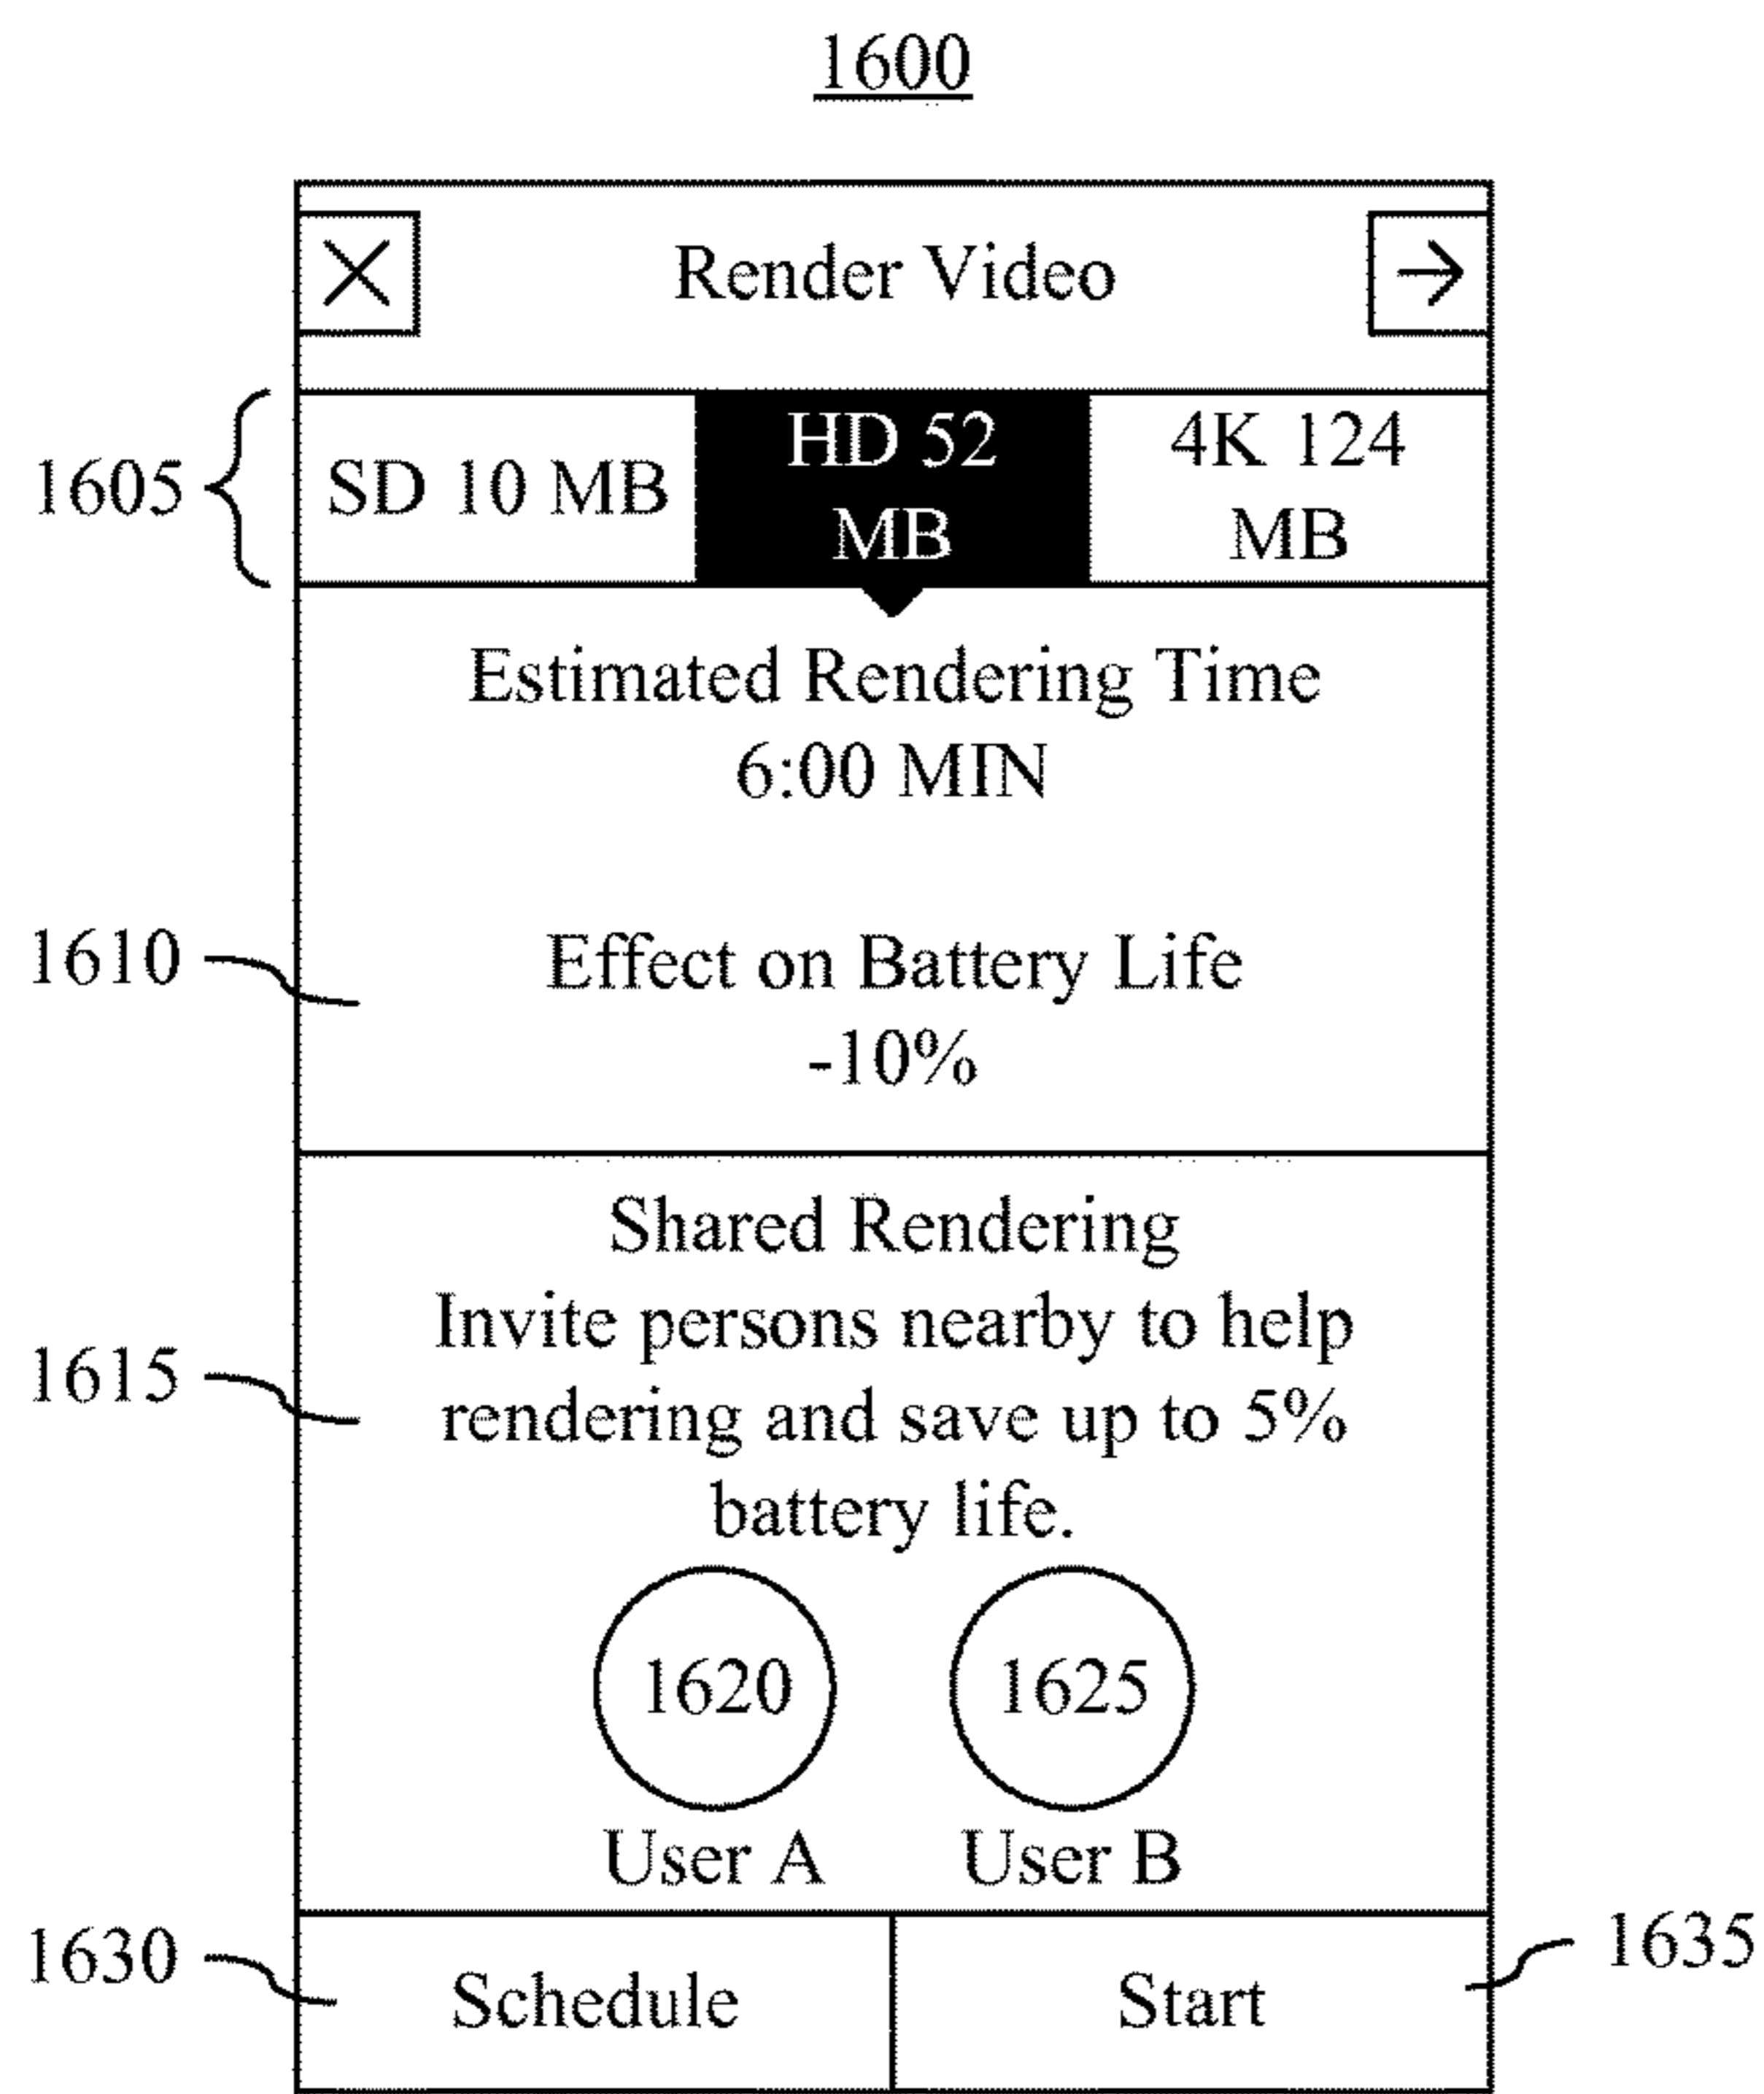 1600
Render Video
1605
SD 10 MB
HD 52
MB
4K 124
MB
Estimated Rendering Time
6:00 MIN
1610
Effect on Battery Life
-10%
Shared Rendering
Invite persons nearby to help
1615
rendering and save up to 5%
battery life.
1620
1625
User A
User B
1630
Schedule
Start
1635